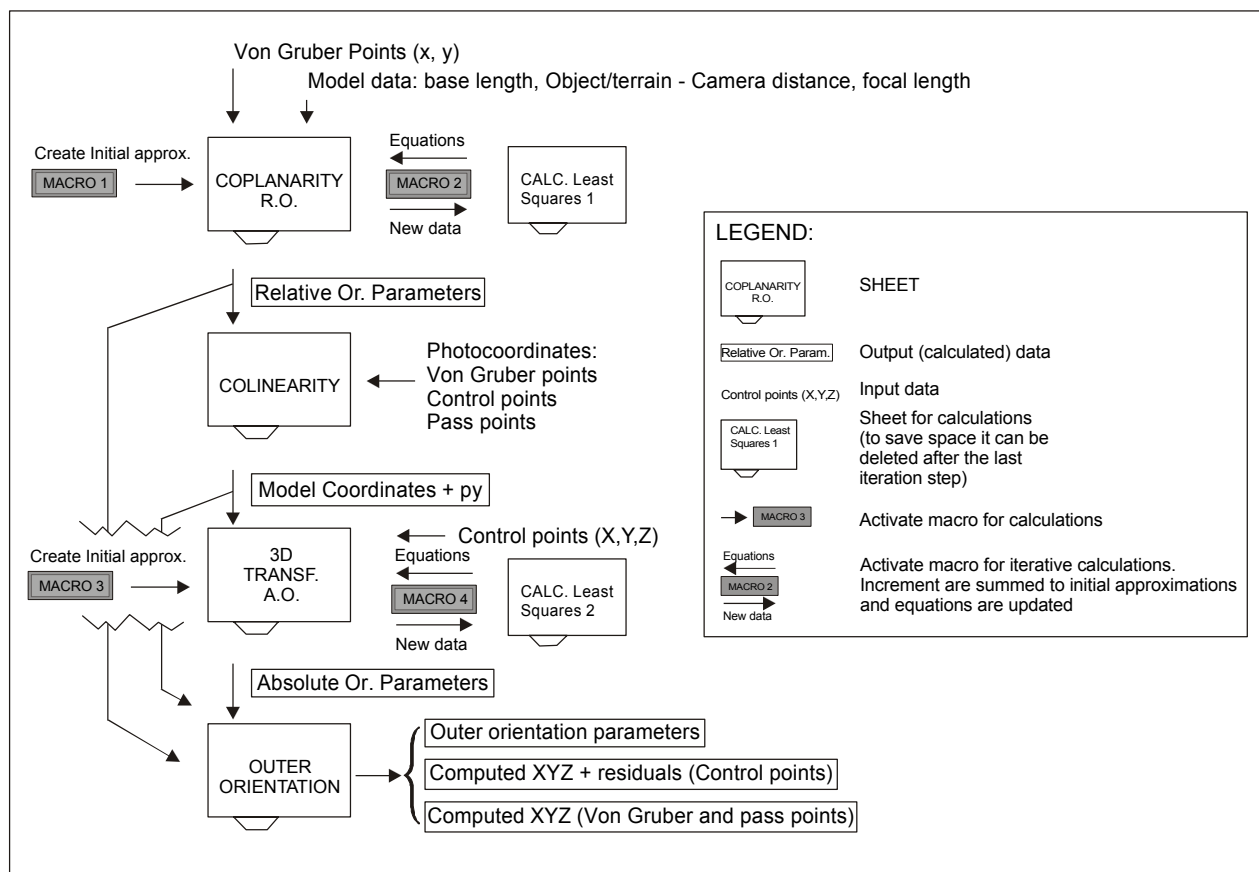 Von Gruber Points (x, y)
Model data: base length, Object/terrain - Camera distance, focal length
Create Initial approx.
MACRO 1
COPLANARITY
R.O.
Equations
MACRO 2
New data
CALC. Least
Squares 1
Relative Or. Parameters
COLINEARITY
Photocoordinates:
Von Gruber points
Control points
Pass points
Model Coordinates + py
Create Initial approx.
MACRO 3
3D
TRANSF.
A.O.
Control points (X,Y,Z)
Equations
MACRO 4
New data
CALC. Least
Squares 2
Absolute Or. Parameters
OUTER
ORIENTATION
Outer orientation parameters
Computed XYZ + residuals (Control points)
Computed XYZ (Von Gruber and pass points)
LEGEND:
COPLANARITY
R.O.
SHEET
Relative Or. Param.
Output (calculated) data
Control points (X,Y,Z)
Input data
CALC. Least
Squares 1
Sheet for calculations
(to save space it can be
deleted after the last
iteration step)
MACRO 3
Activate macro for calculations
Equations
MACRO 2
New data
Activate macro for iterative calculations.
Increment are summed to initial approximations
and equations are updated